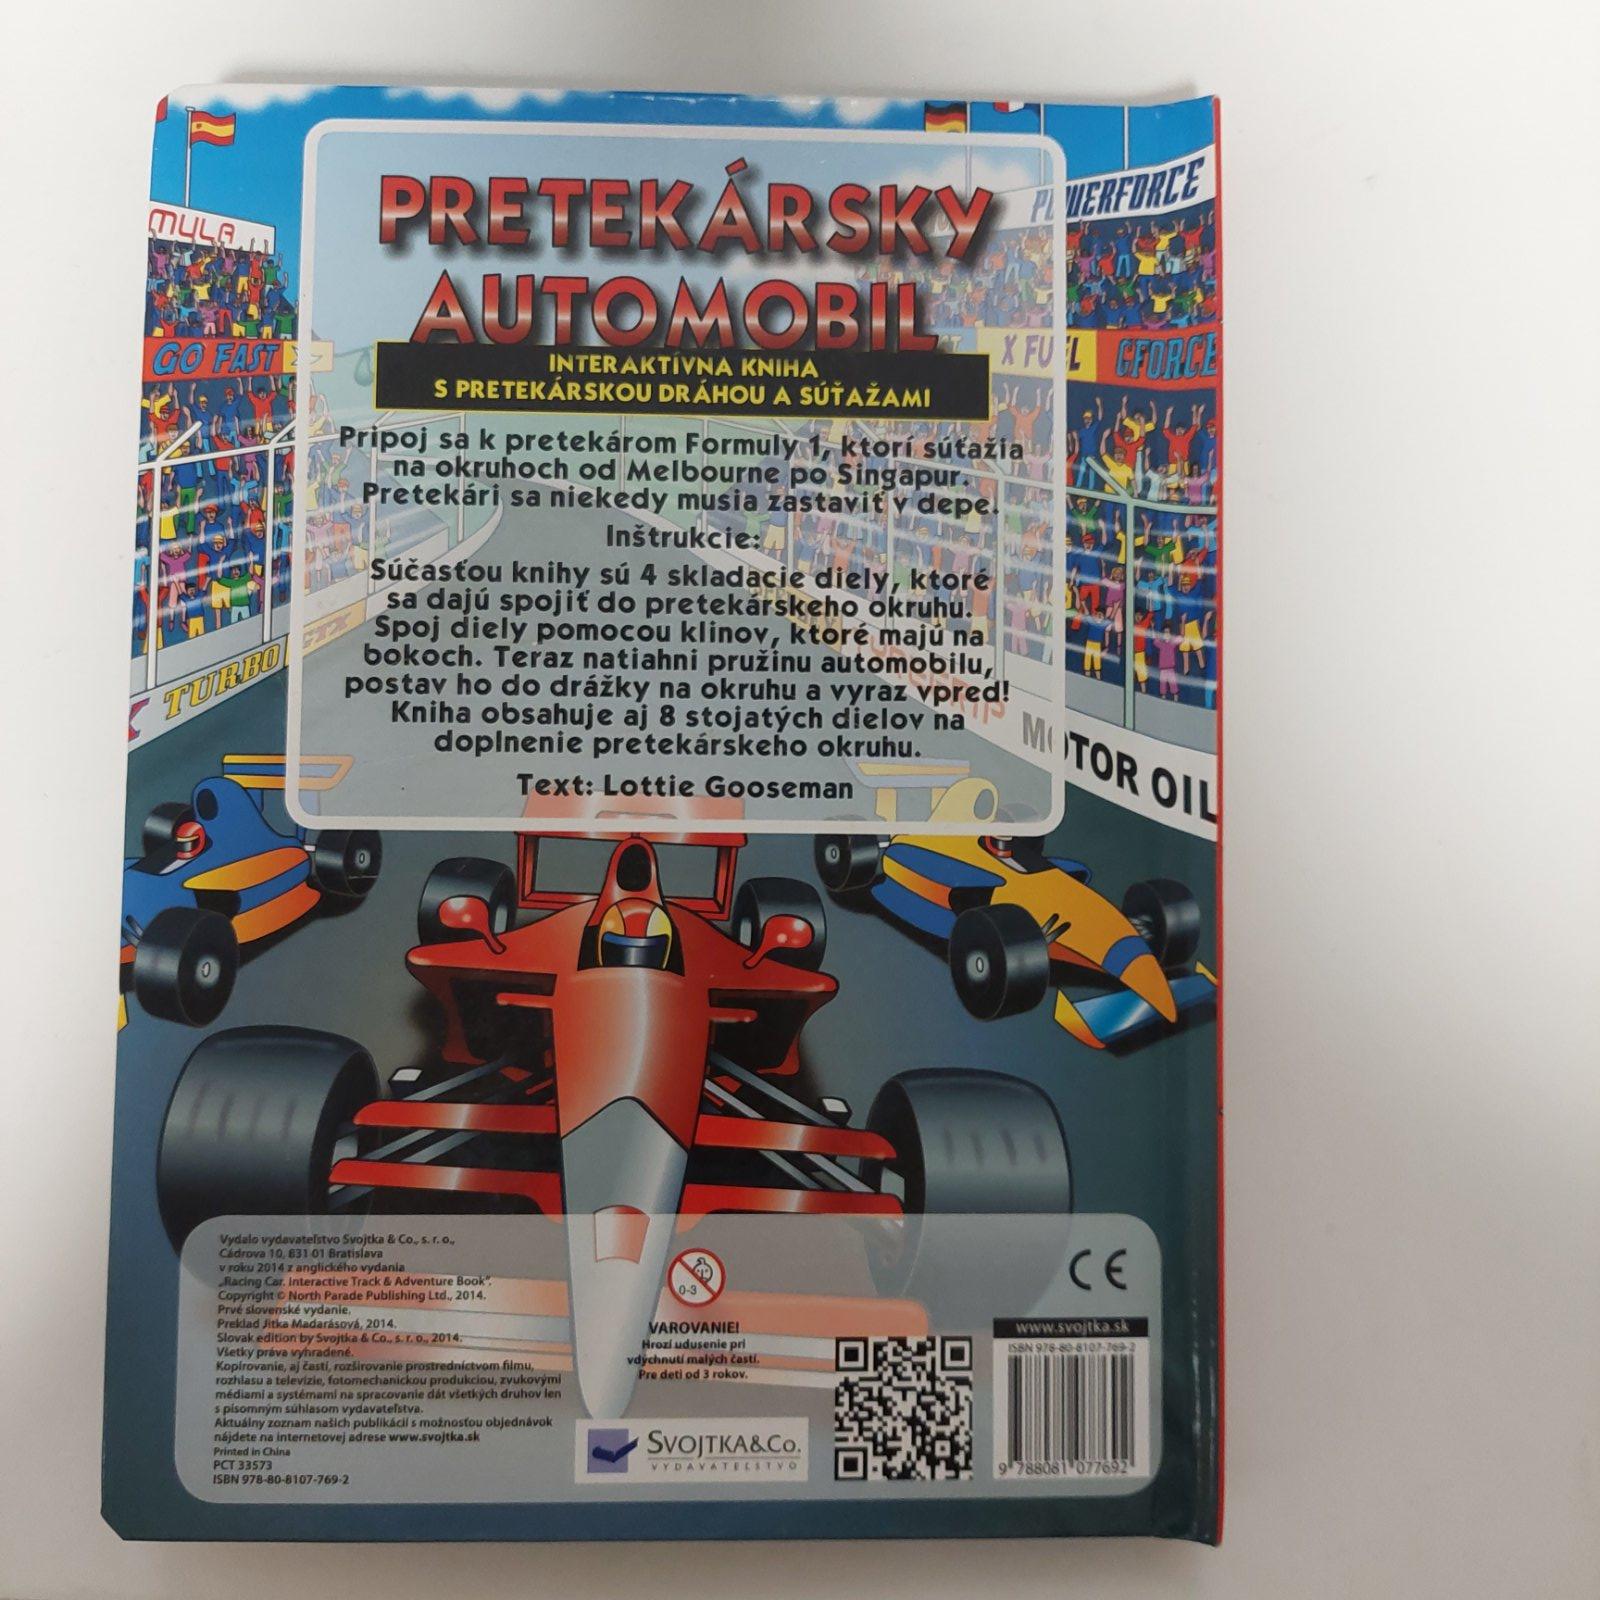 MULA
POWERFORCE
PRETEKÁRSKY
AUTOMOBIL
GO FAST
X FUEL
GFORCE
INTERAKTÍVNA KNIHA
S PRETEKÁRSKOU DRÁHOU A SÚŤAŽAMI
Pripoj sa k pretekárom Formuly 1, ktorí súťažia
na okruhoch od Melbourne po Singapur.
Pretekári sa niekedy musia zastaviť v depe.
Inštrukcie:
Súčasťou knihy sú 4 skladacie diely, ktoré
sa dajú spojiť do pretekárskeho okruhu.
Spoj diely pomocou klinov, ktoré majú na
bokoch. Teraz natiahni pružinu automobilu,
postav ho do drážky na okruhu a vyraz vpred!
Kniha obsahuje aj 8 stojatých dielov na
doplnenie pretekárskeho okruhu.
Text: Lottie Gooseman
TURBO
MOTOR OIL
Vydalo vydavateľstvo Svojtka & Co., s. r. o.,
Cádrova 10, 831 01 Bratislava
v roku 2014 z anglického vydania
„Racing Car. Interactive Track & Adventure Book“.
Copyright © North Parade Publishing Ltd., 2014.
Prvé slovenské vydanie.
Preklad Jitka Madarásová, 2014.
Slovak edition by Svojtka & Co., s. r. o., 2014.
Všetky práva vyhradené.
Kopírovanie, aj častí, rozširovanie prostredníctvom filmu,
rozhlasu a televízie, fotomechanickou produkciou, zvukovými
médiami a systémami na spracovanie dát všetkých druhov len
s písomným súhlasom vydavateľstva.
Aktuálny zoznam našich publikácií s možnosťou objednávok
nájdete na internetovej adrese www.svojtka.sk
Printed in China
PCT 33573
ISBN 978-80-8107-769-2
0-3
VAROVANIE!
Hrozí udusenie pri
vdýchnutí malých častí.
Pre deti od 3 rokov.
SVOJTKA&CO.
VYDAVATEĽSTVO
CE
www.svojtka.sk
ISBN 978-80-8107-769-2
9 788081 077692